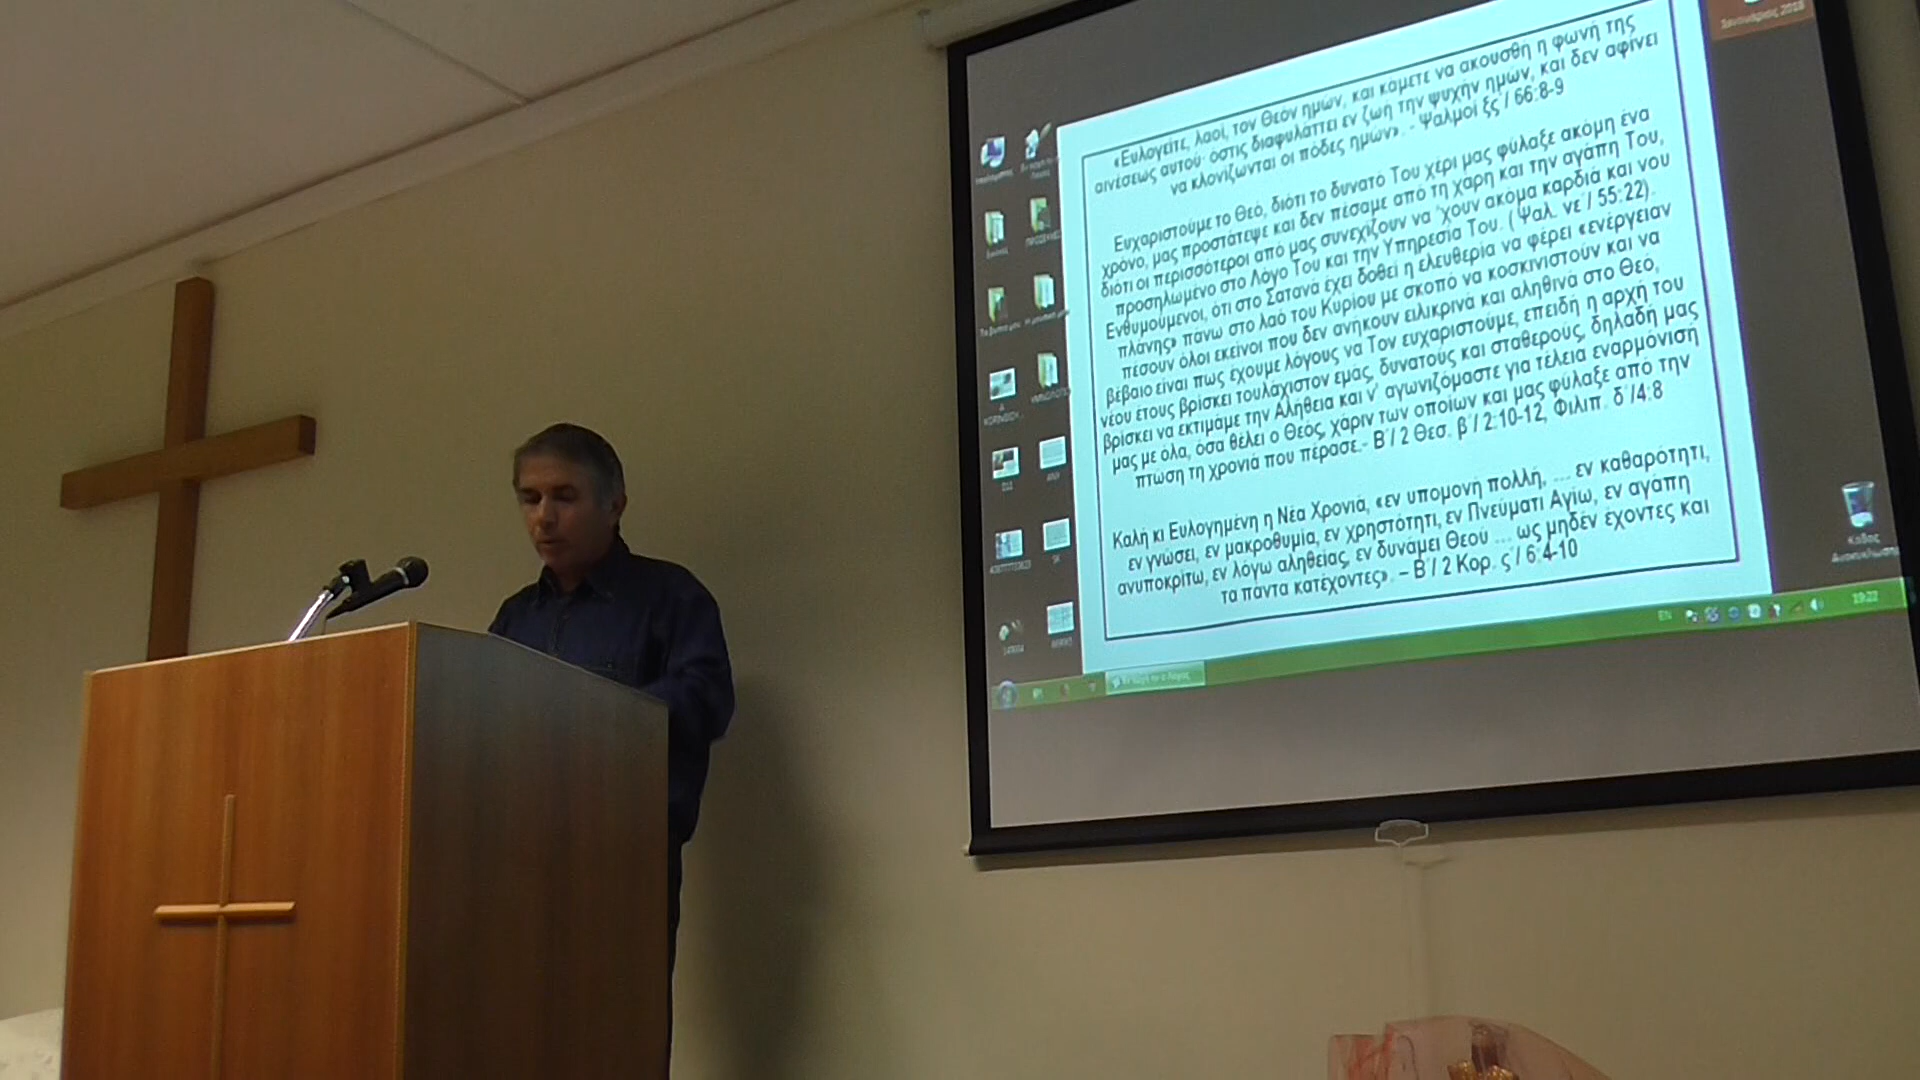 Ιανουάριος 2018
«Ευλογείτε, λαοί, τον Θεόν ημών, και κάμετε να ακουσθή η φωνή της
αινέσεως αυτού· όστις διαφυλάττει εν ζωή την ψυχήν ημών, και δεν αφίνει
να κλονίζωνται οι πόδες ημών». - Ψαλμοί ξς΄/ 66:8-9
Ευχαριστούμε το Θεό, διότι το δυνατό Του χέρι μας φύλαξε ακόμη ένα
χρόνο, μας προστάτεψε και δεν πέσαμε από τη χάρη και την αγάπη Του,
διότι οι περισσότεροι από μας συνεχίζουν να 'χουν ακόμα καρδιά και νου
προσηλωμένο στο Λόγο Του και την Υπηρεσία Του. ( Ψαλ. νε΄/ 55:22).
Ενθυμούμενοι, ότι στο Σατανά έχει δοθεί η ελευθερία να φέρει «ενέργειαν
πλάνης» πάνω στο λαό του Κυρίου με σκοπό να κοσκινιστούν και να
πέσουν όλοι εκείνοι που δεν ανήκουν ειλικρινά και αληθινά στο Θεό,
βέβαιο είναι πως έχουμε λόγους να Τον ευχαριστούμε, επειδή η αρχή του
νέου έτους βρίσκει τουλάχιστον εμάς, δυνατούς και σταθερούς, δηλαδή μας
βρίσκει να εκτιμάμε την Αλήθεια και ν' αγωνιζόμαστε για τέλεια εναρμόνισή
μας με όλα, όσα θέλει ο Θεός, χάριν των οποίων και μας φύλαξε από την
πτώση τη χρονιά που πέρασε.- Β΄/ 2 Θεσ. β΄/ 2:10-12, Φιλιπ. δ΄/4:8
Καλή κι Ευλογημένη η Νέα Χρονιά, «εν υπομονή πολλή, ... εν καθαρότητι,
εν γνώσει, εν μακροθυμία, εν χρηστότητι, εν Πνεύματι Αγίω, εν αγάπη
ανυποκρίτω, εν λόγω αληθείας, εν δυνάμει Θεού ... ως μηδέν έχοντες και
τα πάντα κατέχοντες». – Β΄/ 2 Κορ. ς΄/ 6:4-10
Κάδος
EN
19:22